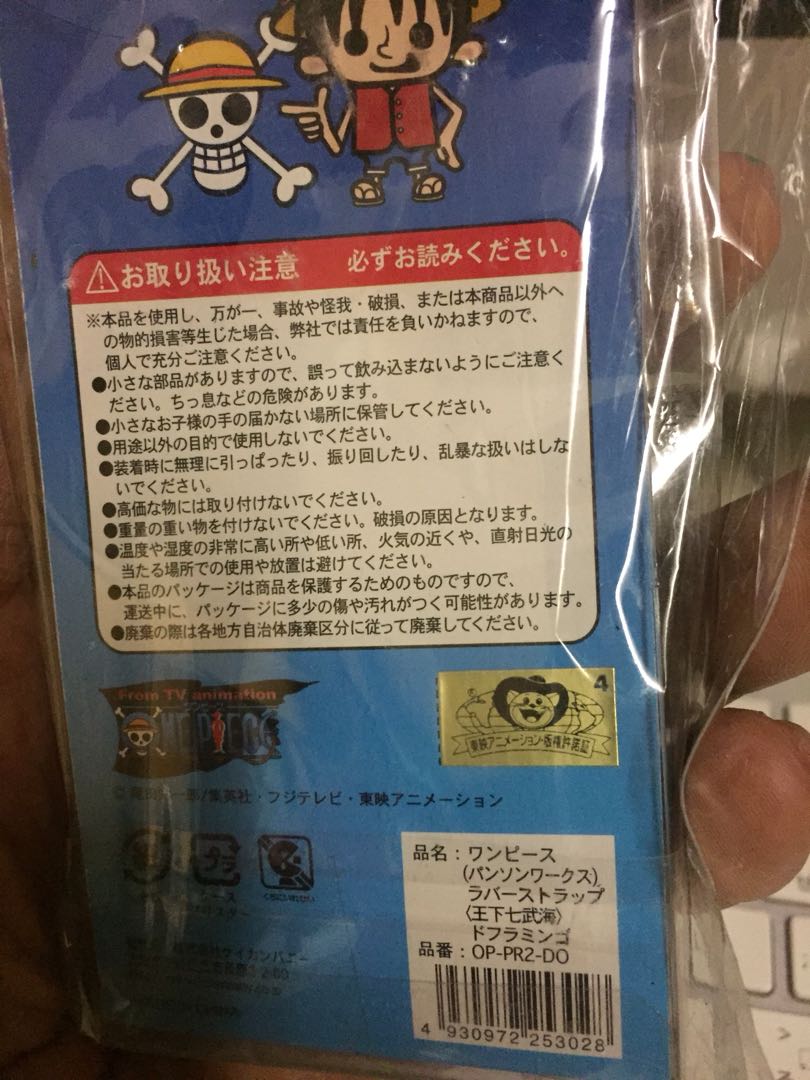 お取り扱い注意 必ずお読みください。
※本品を使用し、万が一、事故や怪我・破損、または本商品以外へ
の物的損害等生じた場合、弊社では責任を負いかねますので、
個人で充分ご注意ください。
●小さな部品がありますので、誤って飲み込まないようにご注意く
ださい。ちっ息などの危険があります。
●小さなお子様の手の届かない場所に保管してください。
●用途以外の目的で使用しないでください。
●装着時に無理に引っぱったり、振り回したり、乱暴な扱いはしな
いでください。
●高価な物には取り付けないでください。
●重量の重い物を付けないでください。破損の原因となります。
●温度や湿度の非常に高い所や低い所、火気の近くや、直射日光の
当たる場所での使用や放置は避けてください。
●本品のパッケージは商品を保護するためのものですので、
運送中に、パッケージに多少の傷や汚れがつく可能性があります。
●廃棄の際は各地方自治体廃棄区分に従って廃棄してください。
From TV animation
ワンピース
ONE PIECE
4
東映アニメーション・版権許諾証
/集英社・フジテレビ・東映アニメーション
プラ
くちにいれない
品名：ワンピース
(パンソンワークス)
ラバーストラップ
〈王下七武海〉
ドフラミンゴ
品番：OP-PR2-DO
4 930972 253028